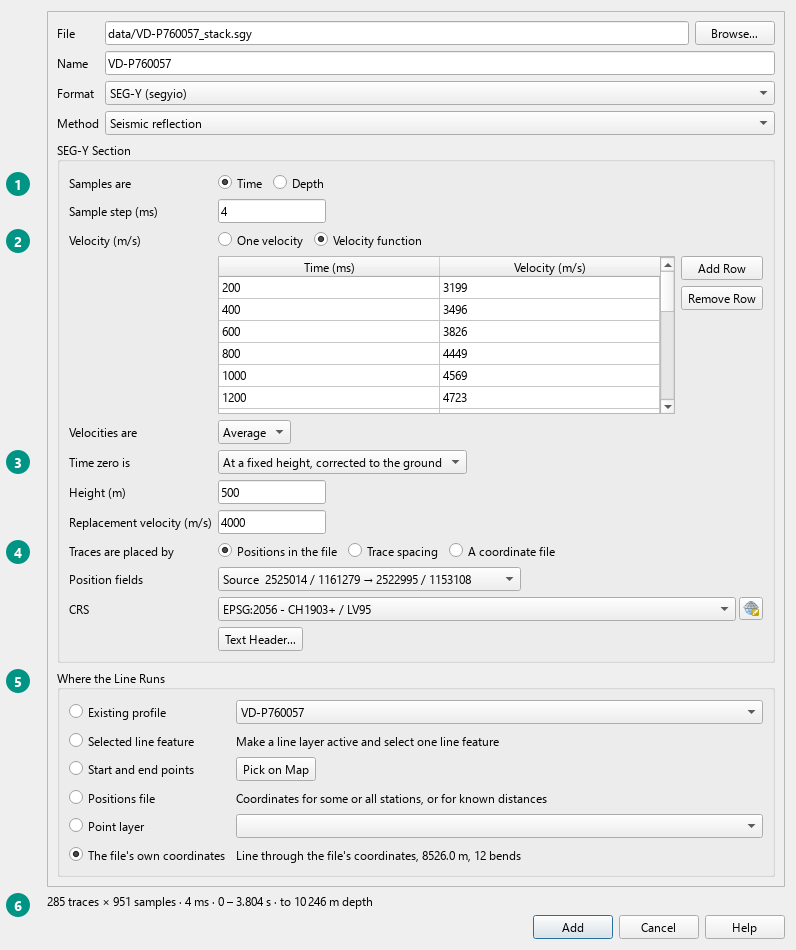 File data/VD-P760057_stack.sgy Browse...
Name VD-P760057
Format SEG-Y (segyio)
Method Seismic reflection
SEG-Y Section
1 Samples are Time Depth
Sample step (ms) 4
2 Velocity (m/s) One velocity Velocity function
Time (ms) Velocity (m/s) Add Row
200 3199 Remove Row
400 3496
600 3826
800 4449
1000 4569
1200 4723
Velocities are Average
3 Time zero is At a fixed height, corrected to the ground
Height (m) 500
Replacement velocity (m/s) 4000
4 Traces are placed by Positions in the file Trace spacing A coordinate file
Position fields Source 2525014 / 1161279 → 2522995 / 1153108
CRS EPSG:2056 - CH1903+ / LV95
Text Header...
5 Where the Line Runs
Existing profile VD-P760057
Selected line feature Make a line layer active and select one line feature
Start and end points Pick on Map
Positions file Coordinates for some or all stations, or for known distances
Point layer
The file's own coordinates Line through the file's coordinates, 8526.0 m, 12 bends
6 285 traces × 951 samples · 4 ms · 0 – 3.804 s · to 10 246 m depth
Add Cancel Help